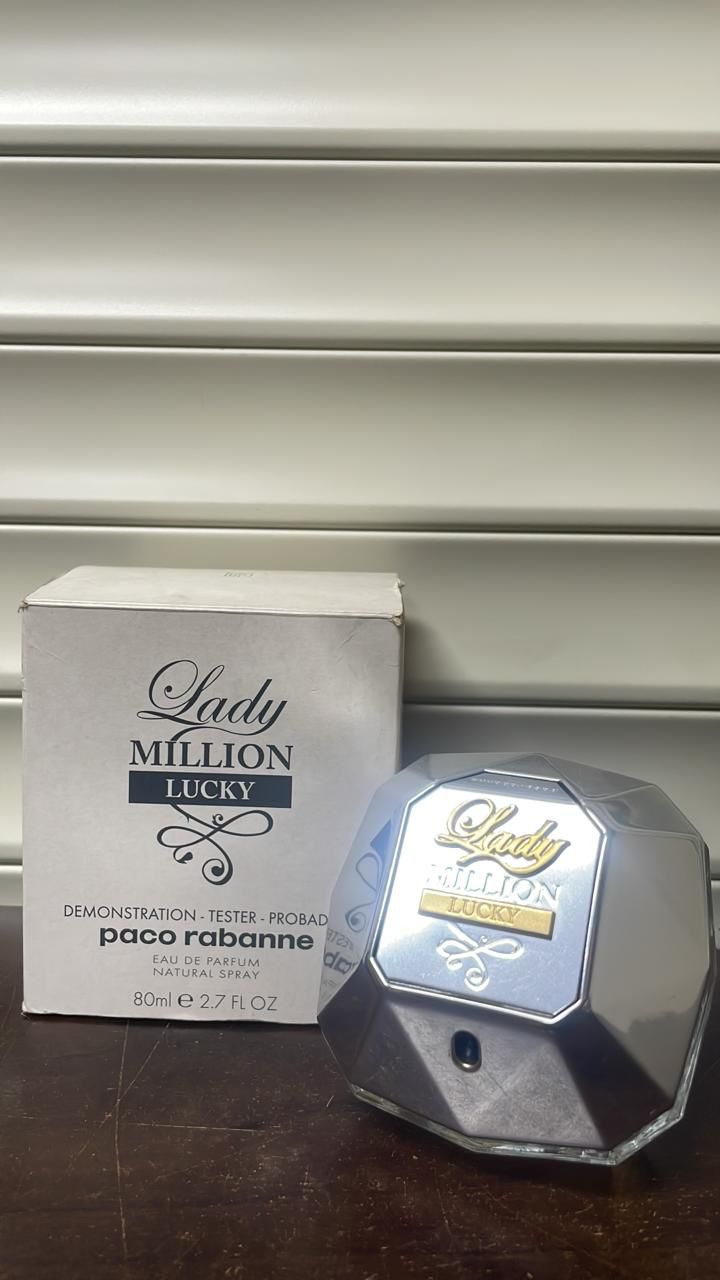 Lady
MILLION
LUCKY
DEMONSTRATION - TESTER - PROBAD
paco rabanne
EAU DE PARFUM
NATURAL SPRAY
80ml e 2.7 FL OZ
Lady
MILLION
LUCKY